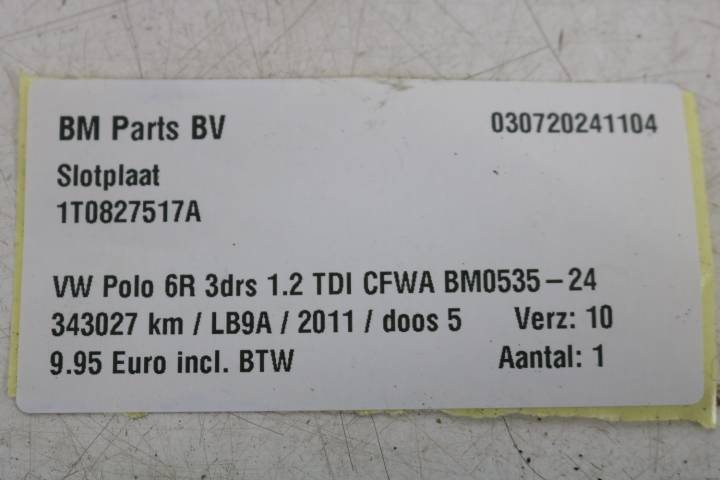 BM Parts BV 030720241104
Slotplaat
1T0827517A
VW Polo 6R 3drs 1.2 TDI CFWA BM0535-24
343027 km / LB9A / 2011 / doos 5 Verz: 10
9.95 Euro incl. BTW Aantal: 1